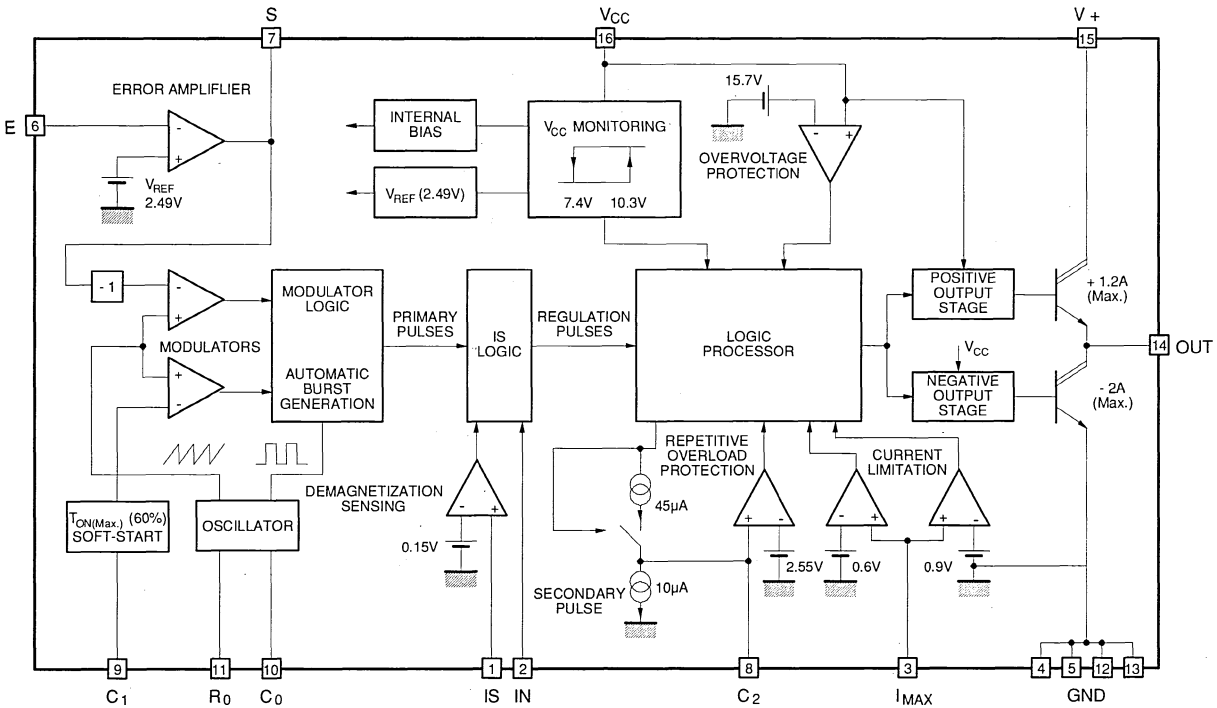 S
VCC
V +
7
16
15
15.7V
ERROR AMPLIFLIER
E
6
-
+
VREF
2.49V
INTERNAL
BIAS
VREF (2.49V)
VCC MONITORING
7.4V
10.3V
-
+
OVERVOLTAGE
PROTECTION
- 1
-
+
MODULATORS
+
-
MODULATOR
LOGIC
AUTOMATIC
BURST
GENERATION
PRIMARY
PULSES
IS
LOGIC
REGULATION
PULSES
LOGIC
PROCESSOR
POSITIVE
OUTPUT
STAGE
+ 1.2A
(Max.)
VCC
14
OUT
NEGATIVE
OUTPUT
STAGE
- 2A
(Max.)
TON(Max.) (60%)
SOFT-START
OSCILLATOR
DEMAGNETIZATION
SENSING
-
+
0.15V
REPETITIVE
OVERLOAD
PROTECTION
45µA
SECONDARY
PULSE
10µA
+
-
2.55V
CURRENT
LIMITATION
-
+
0.6V
+
-
0.9V
9
11
10
1
2
8
3
4
5
12
13
C1
R0
C0
IS
IN
C2
IMAX
GND